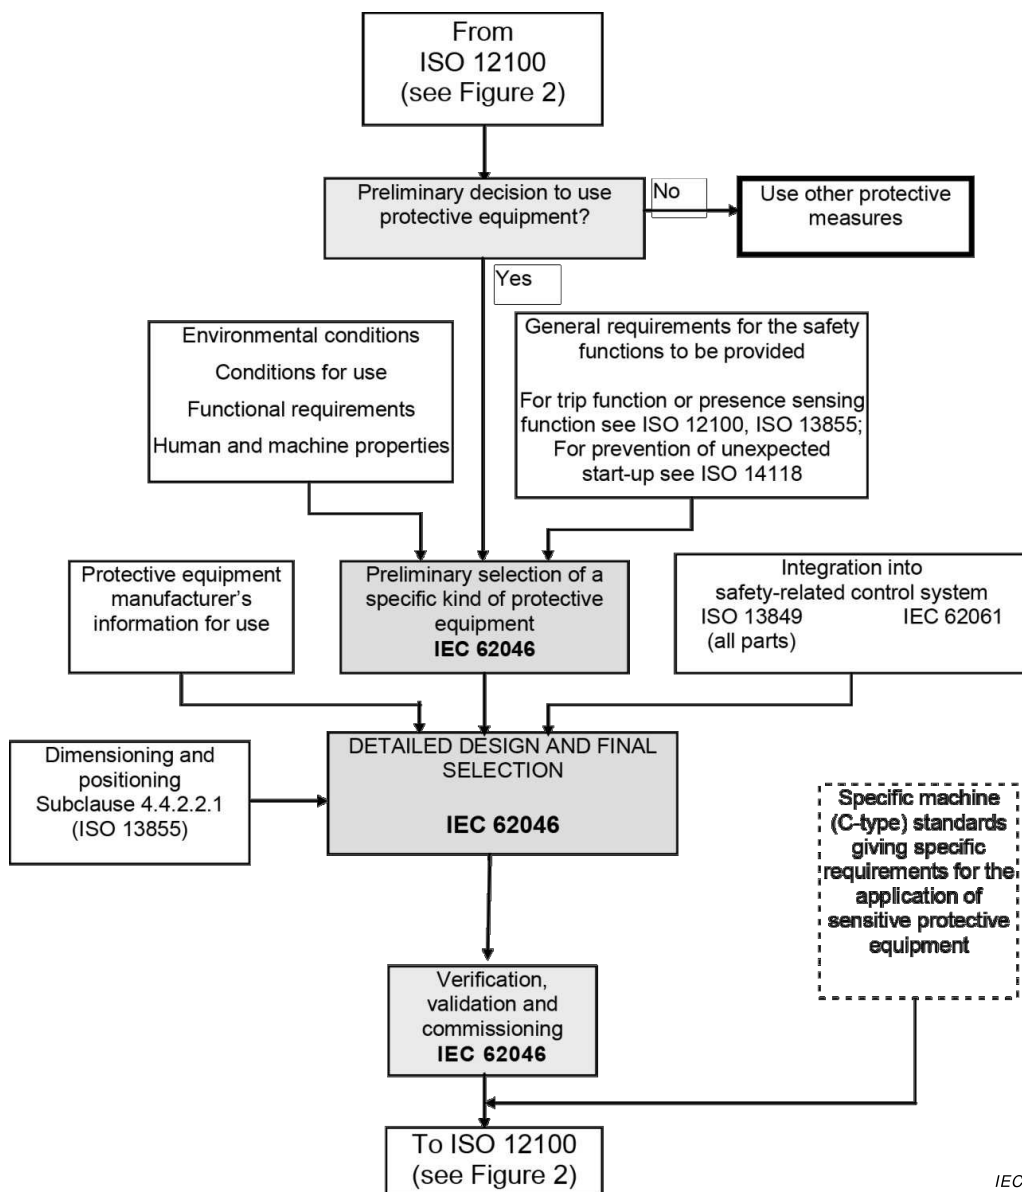 From
ISO 12100
(see Figure 2)
Preliminary decision to use
protective equipment?
No
Use other protective
measures
Yes
Environmental conditions
Conditions for use
Functional requirements
Human and machine properties
General requirements for the safety
functions to be provided
For trip function or presence sensing
function see ISO 12100, ISO 13855;
For prevention of unexpected
start-up see ISO 14118
Protective equipment
manufacturer's
information for use
Preliminary selection of a
specific kind of protective
equipment
IEC 62046
Integration into
safety-related control system
ISO 13849 IEC 62061
(all parts)
Dimensioning and
positioning
Subclause 4.4.2.2.1
(ISO 13855)
DETAILED DESIGN AND FINAL
SELECTION
IEC 62046
Specific machine
(C-type) standards
giving specific
requirements for the
application of
sensitive protective
equipment
Verification,
validation and
commissioning
IEC 62046
To ISO 12100
(see Figure 2)
IEC